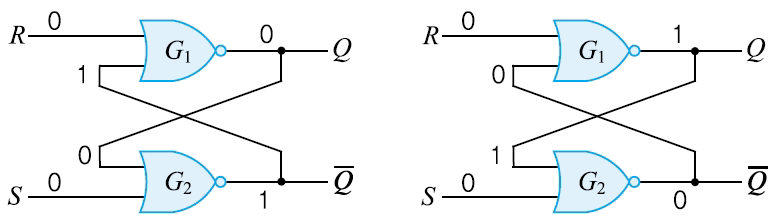 R 0 G₁ 0 Q
1
0
S 0 G₂ 1 Q̅
R 0 G₁ 1 Q
0
1
S 0 G₂ 0 Q̅